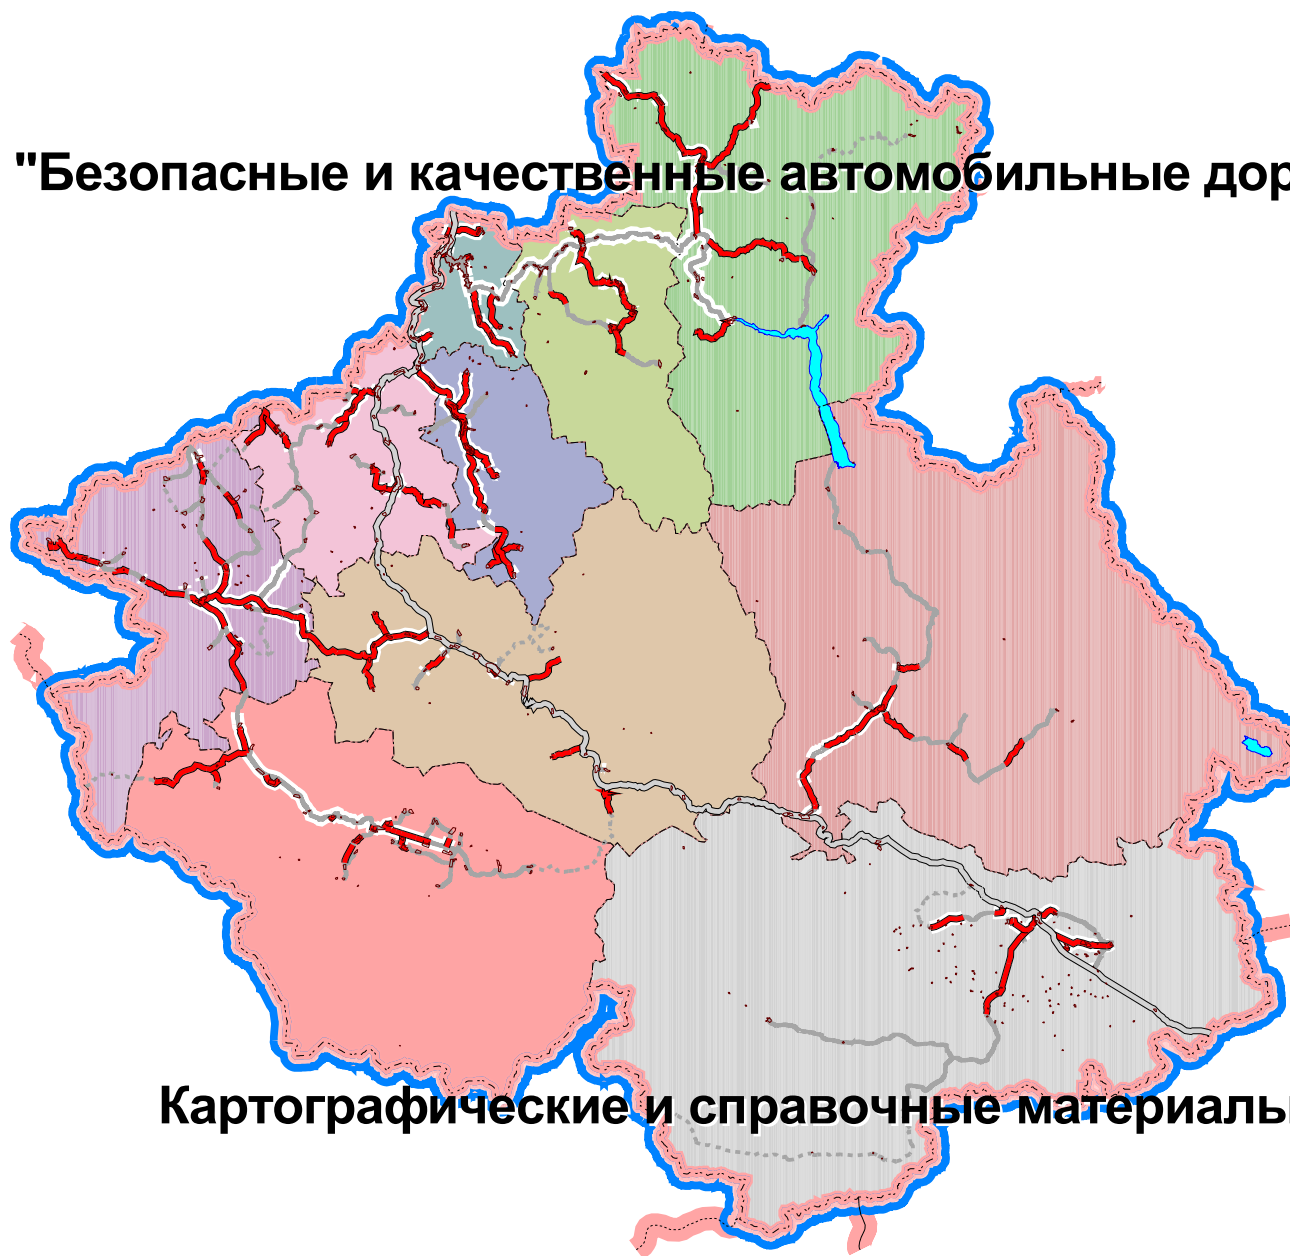 "Безопасные и качественные автомобильные дор
Картографические и справочные материалы